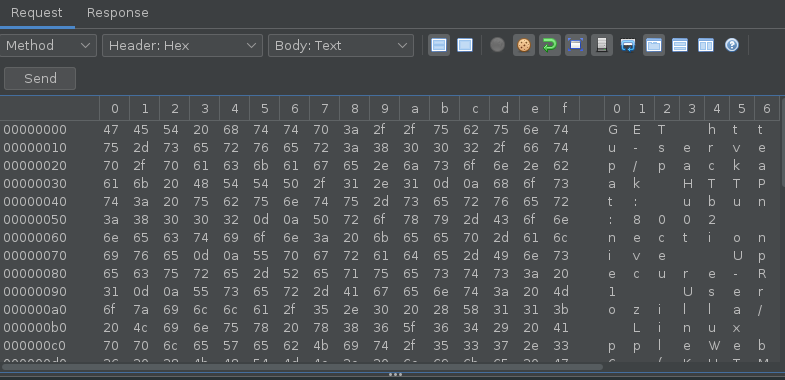 Request Response
Method Header: Hex Body: Text
Send
0 1 2 3 4 5 6 7 8 9 a b c d e f 0 1 2 3 4 5 6
00000000 47 45 54 20 68 74 74 70 3a 2f 2f 75 62 75 6e 74 G E T h t t
00000010 75 2d 73 65 72 76 65 72 3a 38 30 30 32 2f 66 74 u - s e r v e
00000020 70 2f 70 61 63 6b 61 67 65 2e 6a 73 6f 6e 2e 62 p / p a c k a
00000030 61 6b 20 48 54 54 50 2f 31 2e 31 0d 0a 68 6f 73 a k H T T P
00000040 74 3a 20 75 62 75 6e 74 75 2d 73 65 72 76 65 72 t : u b u n
00000050 3a 38 30 30 32 0d 0a 50 72 6f 78 79 2d 43 6f 6e : 8 0 0 2
00000060 6e 65 63 74 69 6f 6e 3a 20 6b 65 65 70 2d 61 6c n e c t i o n
00000070 69 76 65 0d 0a 55 70 67 72 61 64 65 2d 49 6e 73 i v e U p
00000080 65 63 75 72 65 2d 52 65 71 75 65 73 74 73 3a 20 e c u r e - R
00000090 31 0d 0a 55 73 65 72 2d 41 67 65 6e 74 3a 20 4d 1 U s e r
000000a0 6f 7a 69 6c 6c 61 2f 35 2e 30 20 28 58 31 31 3b o z i l l a /
000000b0 20 4c 69 6e 75 78 20 78 38 36 5f 36 34 29 20 41 L i n u x
000000c0 70 70 6c 65 57 65 62 4b 69 74 2f 35 33 37 2e 33 p p l e W e b